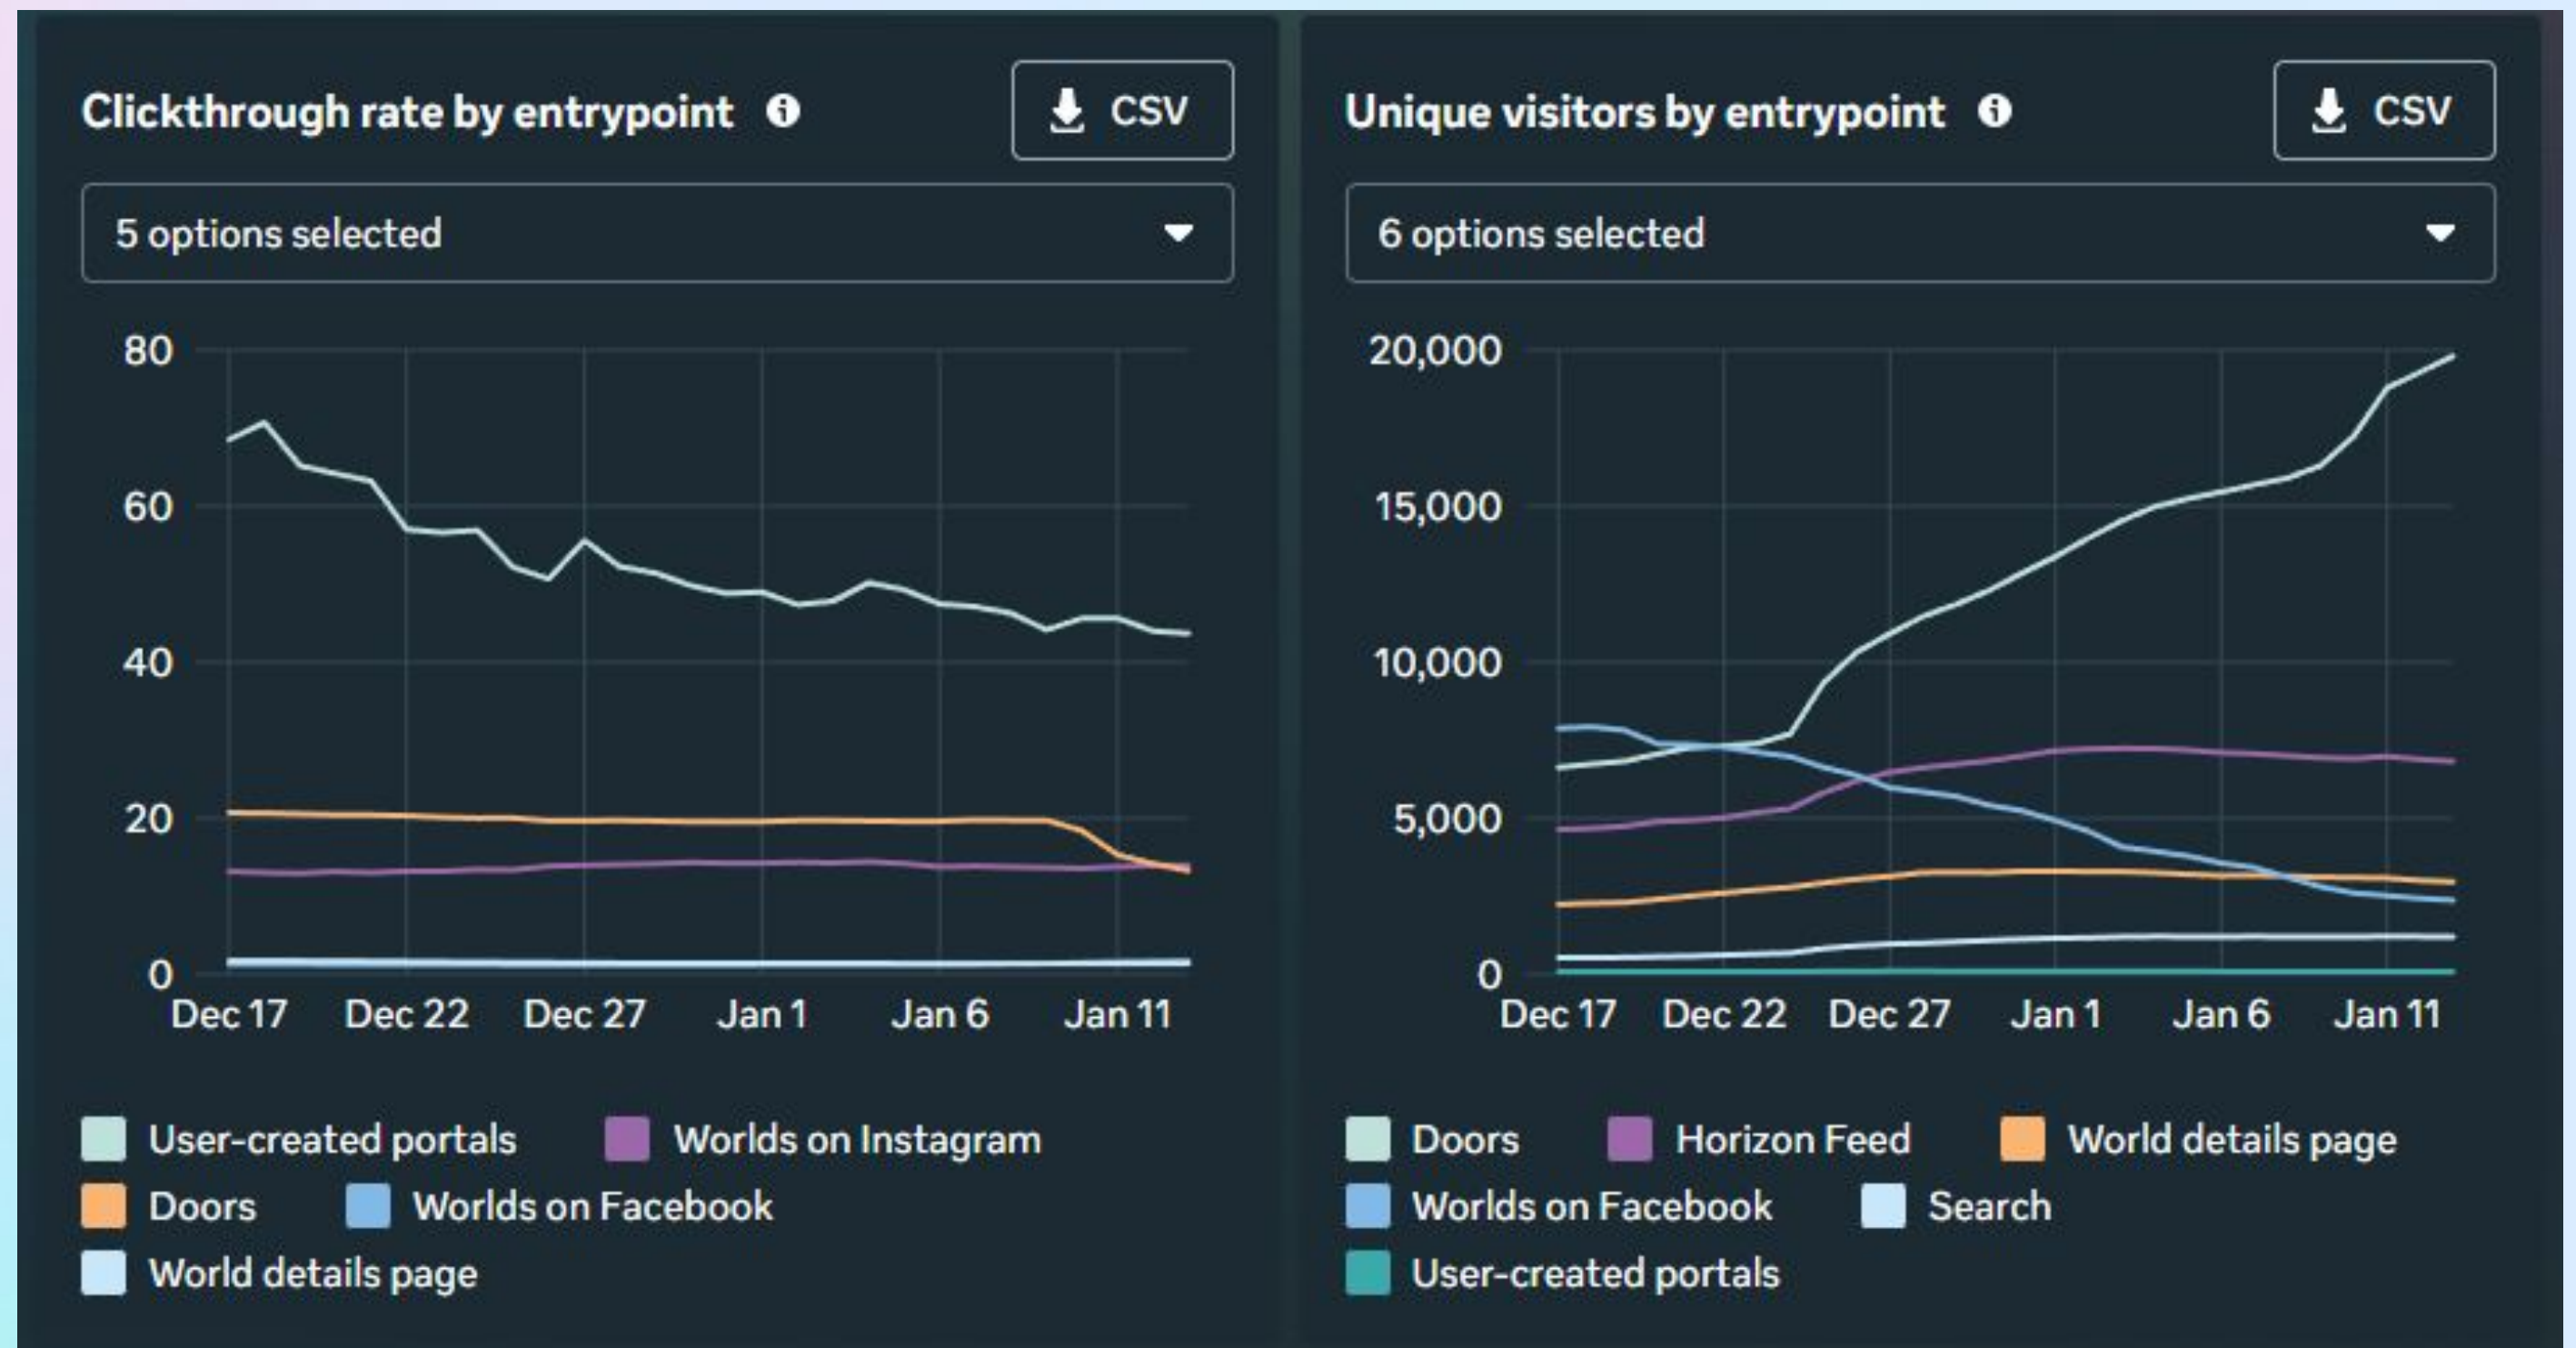 Clickthrough rate by entrypoint
CSV
5 options selected
80
60
40
20
0
Dec 17 Dec 22 Dec 27 Jan 1 Jan 6 Jan 11
User-created portals Worlds on Instagram
Doors Worlds on Facebook
World details page
Unique visitors by entrypoint
CSV
6 options selected
20,000
15,000
10,000
5,000
0
Dec 17 Dec 22 Dec 27 Jan 1 Jan 6 Jan 11
Doors Horizon Feed World details page
Worlds on Facebook Search
User-created portals